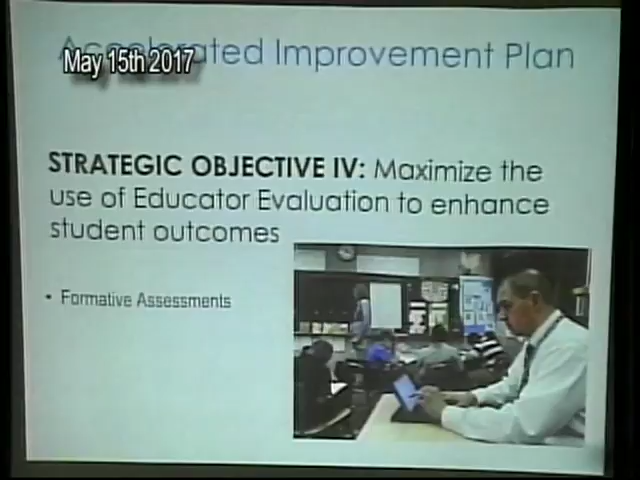 Accelerated Improvement Plan
May 15th 2017
STRATEGIC OBJECTIVE IV: Maximize the
use of Educator Evaluation to enhance
student outcomes
• Formative Assessments